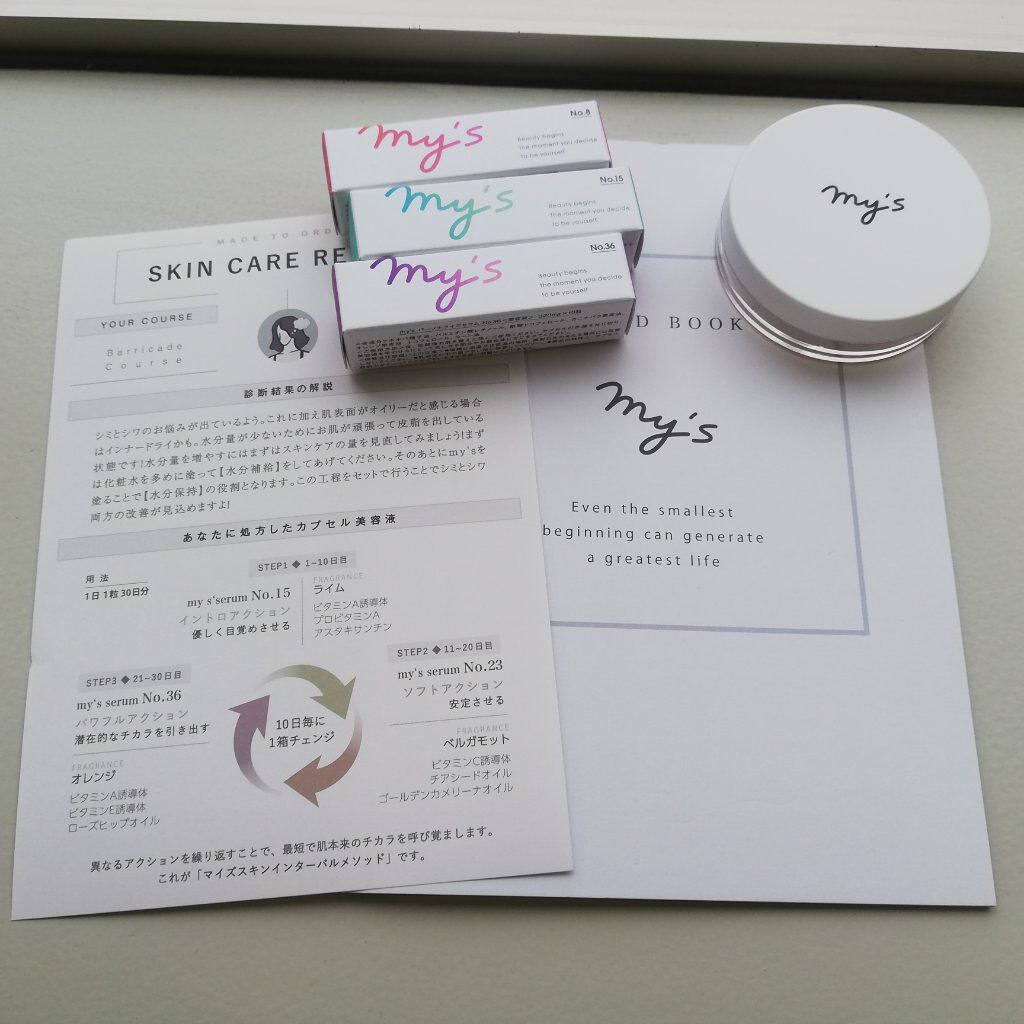 my's
No.8
Beauty begins
the moment you decide
to be yourself
my's
No.15
Beauty begins
the moment you decide
to be yourself
my's
No.36
Beauty begins
the moment you decide
to be yourself
my's
MADE TO ORD
SKIN CARE RE
YOUR COURSE
Barricade
Course
診断結果の解説
シミとシワのお悩みが出ているよう。これに加え肌表面がオイリーだと感じる場合
はインナードライかも。水分量が少ないためにお肌が頑張って皮脂を出している
状態です!水分量を増やすにはまずはスキンケアの量を見直してみましょう!まず
は化粧水を多めに塗って【水分補給】をしてあげてください。そのあとにmy'sを
塗ることで【水分保持】の役割となります。この工程をセットで行うことでシミとシワ
両方の改善が見込めますよ!
あなたに処方したカプセル美容液
用法
1日1粒30日分
STEP1 ◆ 1~10日目
my s'serum No.15
イントロアクション
優しく目覚めさせる
FRAGRANCE
ライム
ビタミンA誘導体
プロビタミンA
アスタキサンチン
STEP2 ◆ 11~20日目
my's serum No.23
ソフトアクション
安定させる
FRAGRANCE
ベルガモット
ビタミンC誘導体
チアシードオイル
ゴールデンカメリーナオイル
STEP3 ◆ 21~30日目
my's serum No.36
パワフルアクション
潜在的なチカラを引き出す
FRAGRANCE
オレンジ
ビタミンA誘導体
ビタミンE誘導体
ローズヒップオイル
10日毎に
1箱チェンジ
異なるアクションを繰り返すことで、最短で肌本来のチカラを呼び覚まします。
これが「マイズスキンインターバルメソッド」です。
D BOOK
my's
Even the smallest
beginning can generate
a greatest life